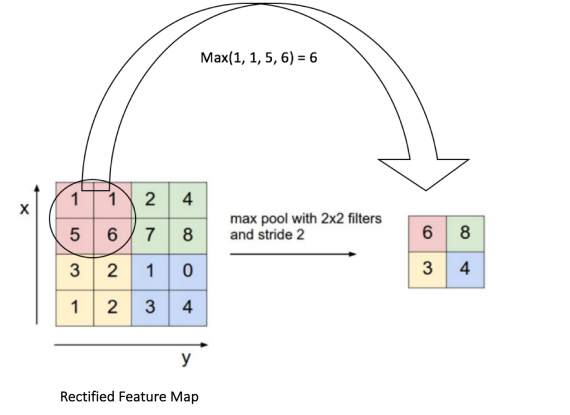 Max(1, 1, 5, 6) = 6
x
1 1 2 4
5 6 7 8
3 2 1 0
1 2 3 4
max pool with 2x2 filters
and stride 2
6 8
3 4
y
Rectified Feature Map